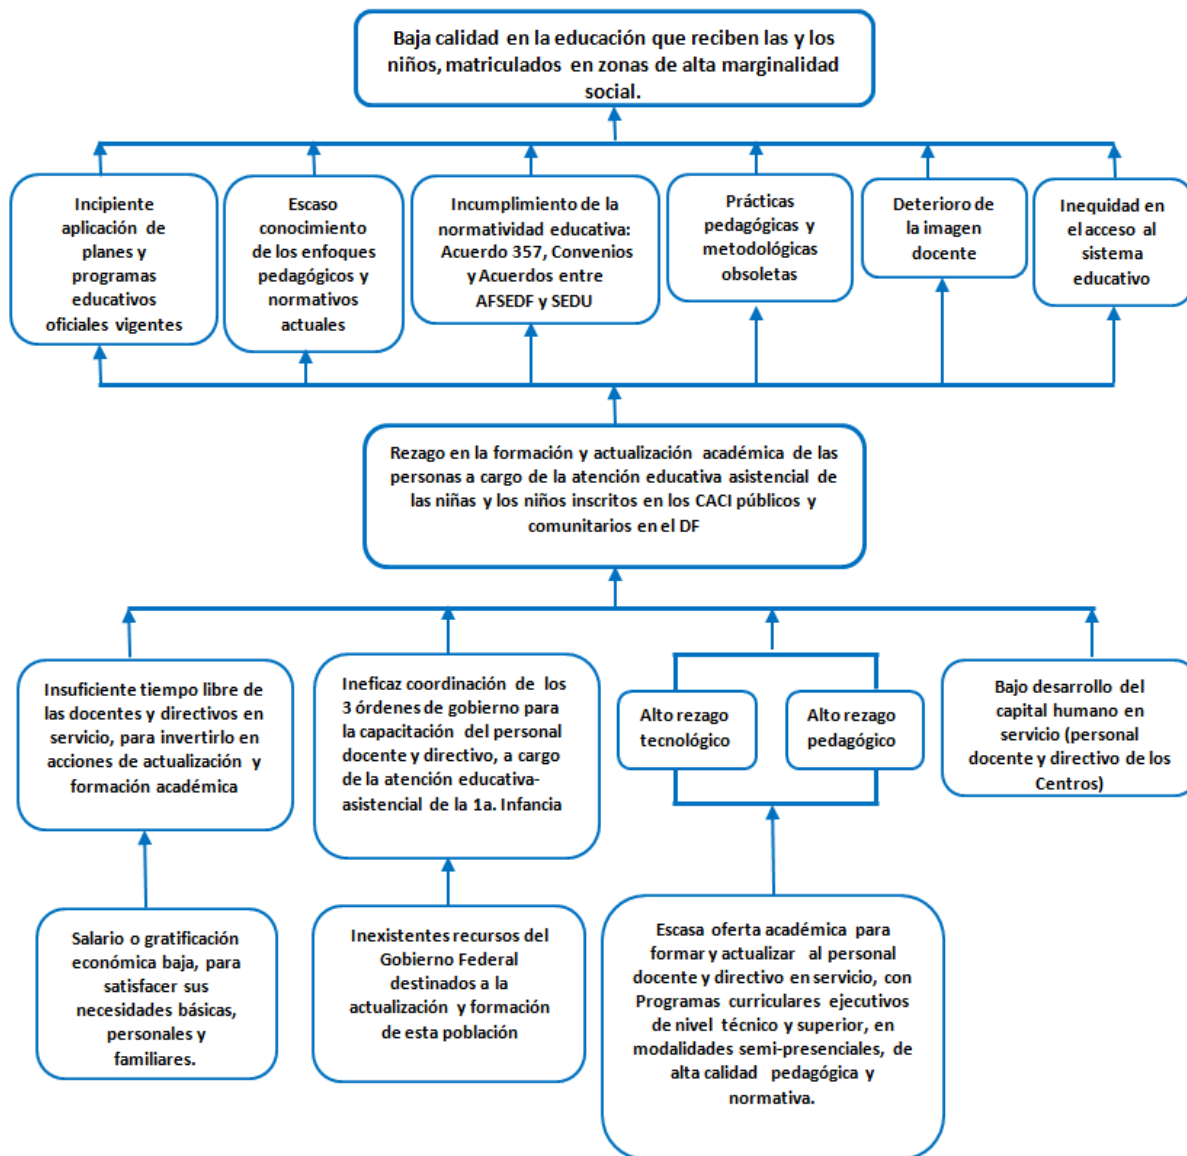 Baja calidad en la educación que reciben las y los
niños, matriculados en zonas de alta marginalidad
social.
Incipiente
aplicación de
planes y
programas
educativos
oficiales vigentes
Escaso
conocimiento
de los enfoques
pedagógicos y
normativos
actuales
Incumplimiento de la
normatividad educativa:
Acuerdo 357, Convenios
y Acuerdos entre
AFSEDF y SEDU
Prácticas
pedagógicas y
metodológicas
obsoletas
Deterioro de
la imagen
docente
Inequidad en
el acceso al
sistema
educativo
Rezago en la formación y actualización académica de las
personas a cargo de la atención educativa asistencial de
las niñas y los niños inscritos en los CACI públicos y
comunitarios en el DF
Insuficiente tiempo libre de
las docentes y directivos en
servicio, para invertirlo en
acciones de actualización y
formación académica
Ineficaz coordinación de los
3 órdenes de gobierno para
la capacitación del personal
docente y directivo, a cargo
de la atención educativa-
asistencial de la 1a. Infancia
Alto rezago
tecnológico
Alto rezago
pedagógico
Bajo desarrollo del
capital humano en
servicio (personal
docente y directivo de los
Centros)
Salario o gratificación
económica baja, para
satisfacer sus
necesidades básicas,
personales y
familiares.
Inexistentes recursos del
Gobierno Federal
destinados a la
actualización y formación
de esta población
Escasa oferta académica para
formar y actualizar al personal
docente y directivo en servicio, con
Programas curriculares ejecutivos
de nivel técnico y superior, en
modalidades semi-presenciales, de
alta calidad pedagógica y
normativa.